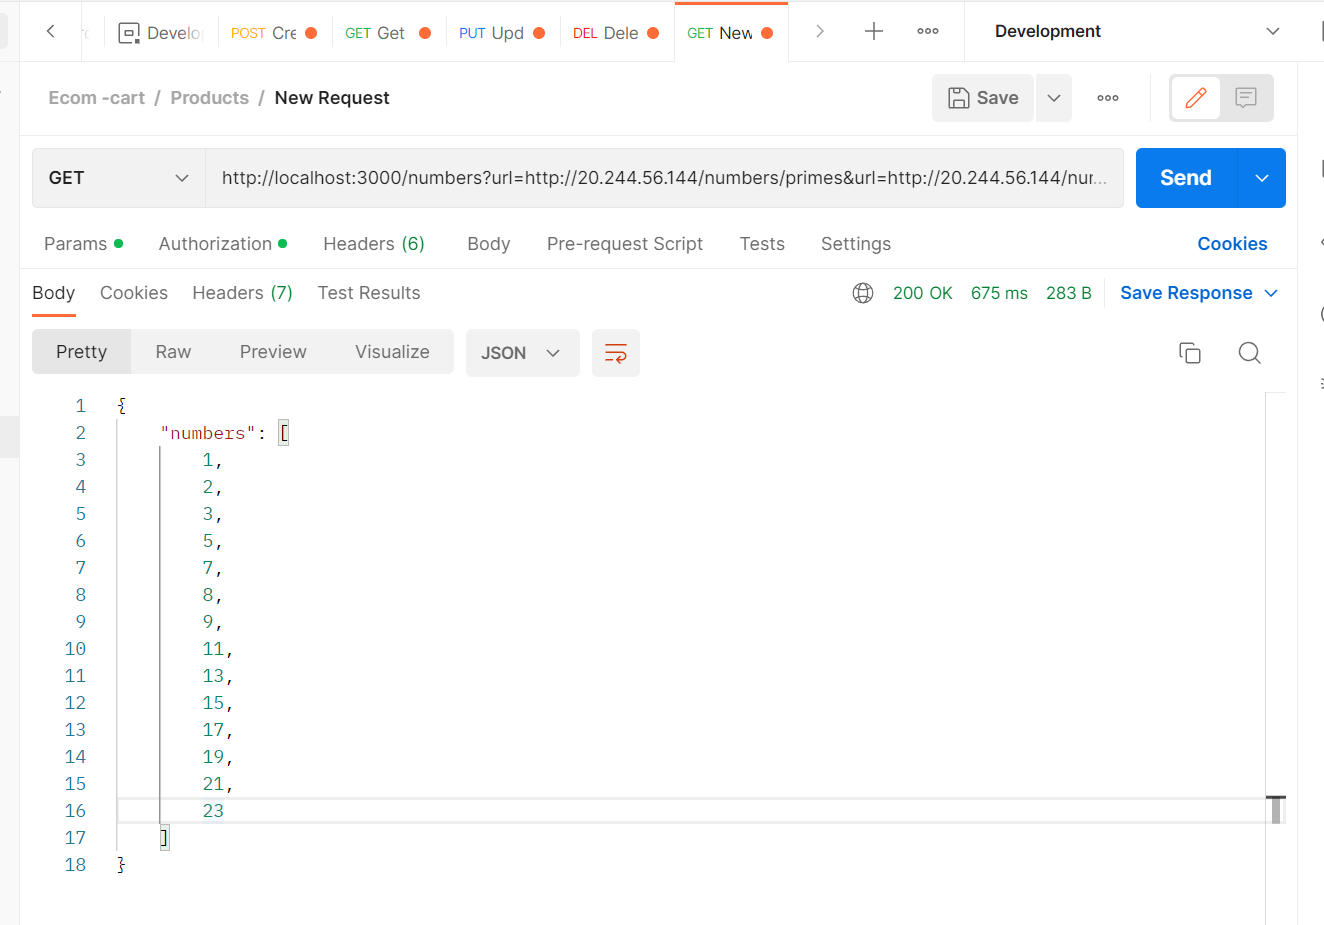 Develo POST Cre GET Get PUT Upd DEL Dele GET New Development
Ecom -cart / Products / New Request Save
GET http://localhost:3000/numbers?url=http://20.244.56.144/numbers/primes&url=http://20.244.56.144/nur... Send
Params Authorization Headers (6) Body Pre-request Script Tests Settings Cookies
Body Cookies Headers (7) Test Results 200 OK 675 ms 283 B Save Response
Pretty Raw Preview Visualize JSON
1 {
2 "numbers": [
3 1,
4 2,
5 3,
6 5,
7 7,
8 8,
9 9,
10 11,
11 13,
12 15,
13 17,
14 19,
15 21,
16 23
17 ]
18 }